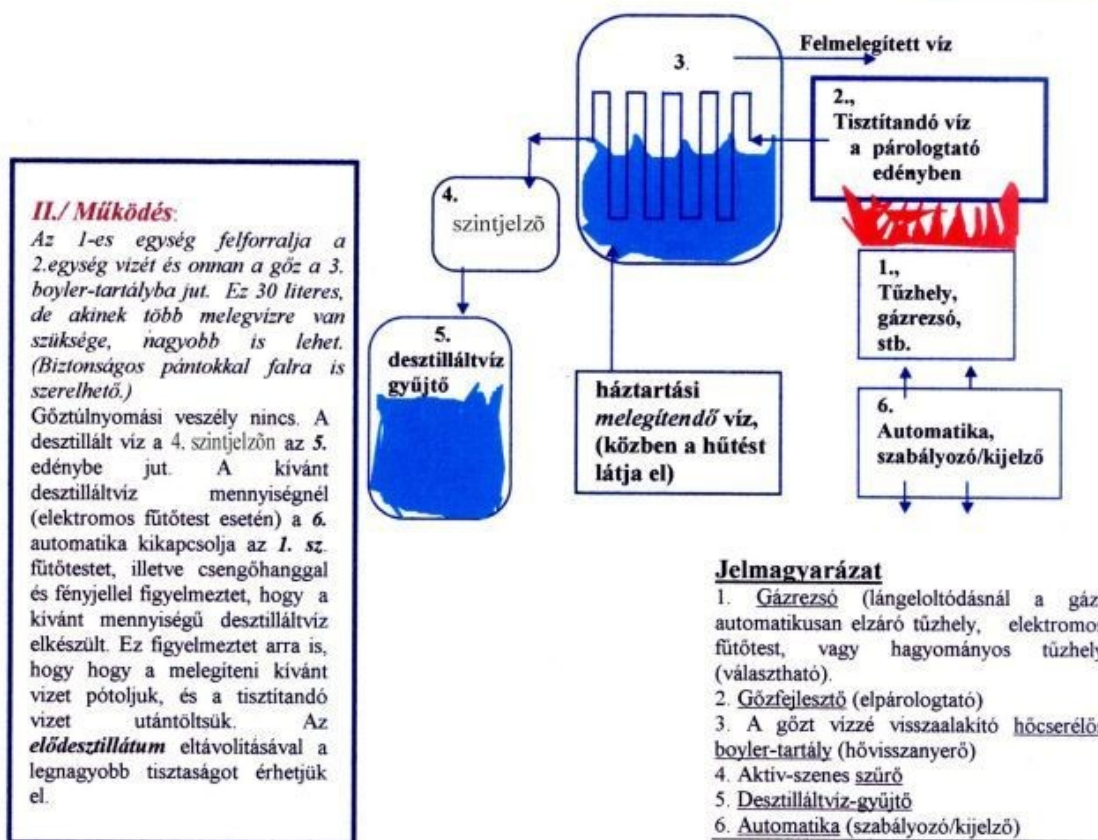 3.
Felmelegített víz
2.,
Tisztítandó víz
a párologtató
edényben
4.
szintjelzõ
1.,
Tűzhely,
gázrezsó,
stb.
5.
desztilláltvíz
gyűjtő
háztartási
melegítendő víz,
(közben a hűtést
látja el)
6.
Automatika,
szabályozó/kijelző
II./ Működés:
Az 1-es egység felforralja a
2.egység vizét és onnan a gőz a 3.
boyler-tartályba jut. Ez 30 literes,
de akinek több melegvízre van
szüksége, nagyobb is lehet.
(Biztonságos pántokkal falra is
szerelhető.)
Gőztúlnyomási veszély nincs. A
desztillált víz a 4. szintjelzõn az 5.
edénybe jut. A kívánt
desztilláltvíz mennyiségnél
(elektromos fűtőtest esetén) a 6.
automatika kikapcsolja az 1. sz.
fűtőtestet, illetve csengőhanggal
és fényjellel figyelmeztet, hogy a
kívánt mennyiségű desztilláltvíz
elkészült. Ez figyelmeztet arra is,
hogy hogy a melegíteni kívánt
vizet pótoljuk, és a tisztítandó
vizet utántöltsük. Az
elődesztillátum eltávolításával a
legnagyobb tisztaságot érhetjük
el.
Jelmagyarázat
1. Gázrezsó (lángeloltódásnál a gáz
automatikusan elzáró tűzhely, elektromos
fűtőtest, vagy hagyományos tűzhely
(választható).
2. Gőzfejlesztő (elpárologtató)
3. A gőzt vízzé visszaalakító hőcserélős
boyler-tartály (hővisszanyerő)
4. Aktív-szenes szűrő
5. Desztilláltvíz-gyűjtő
6. Automatika (szabályozó/kijelző)